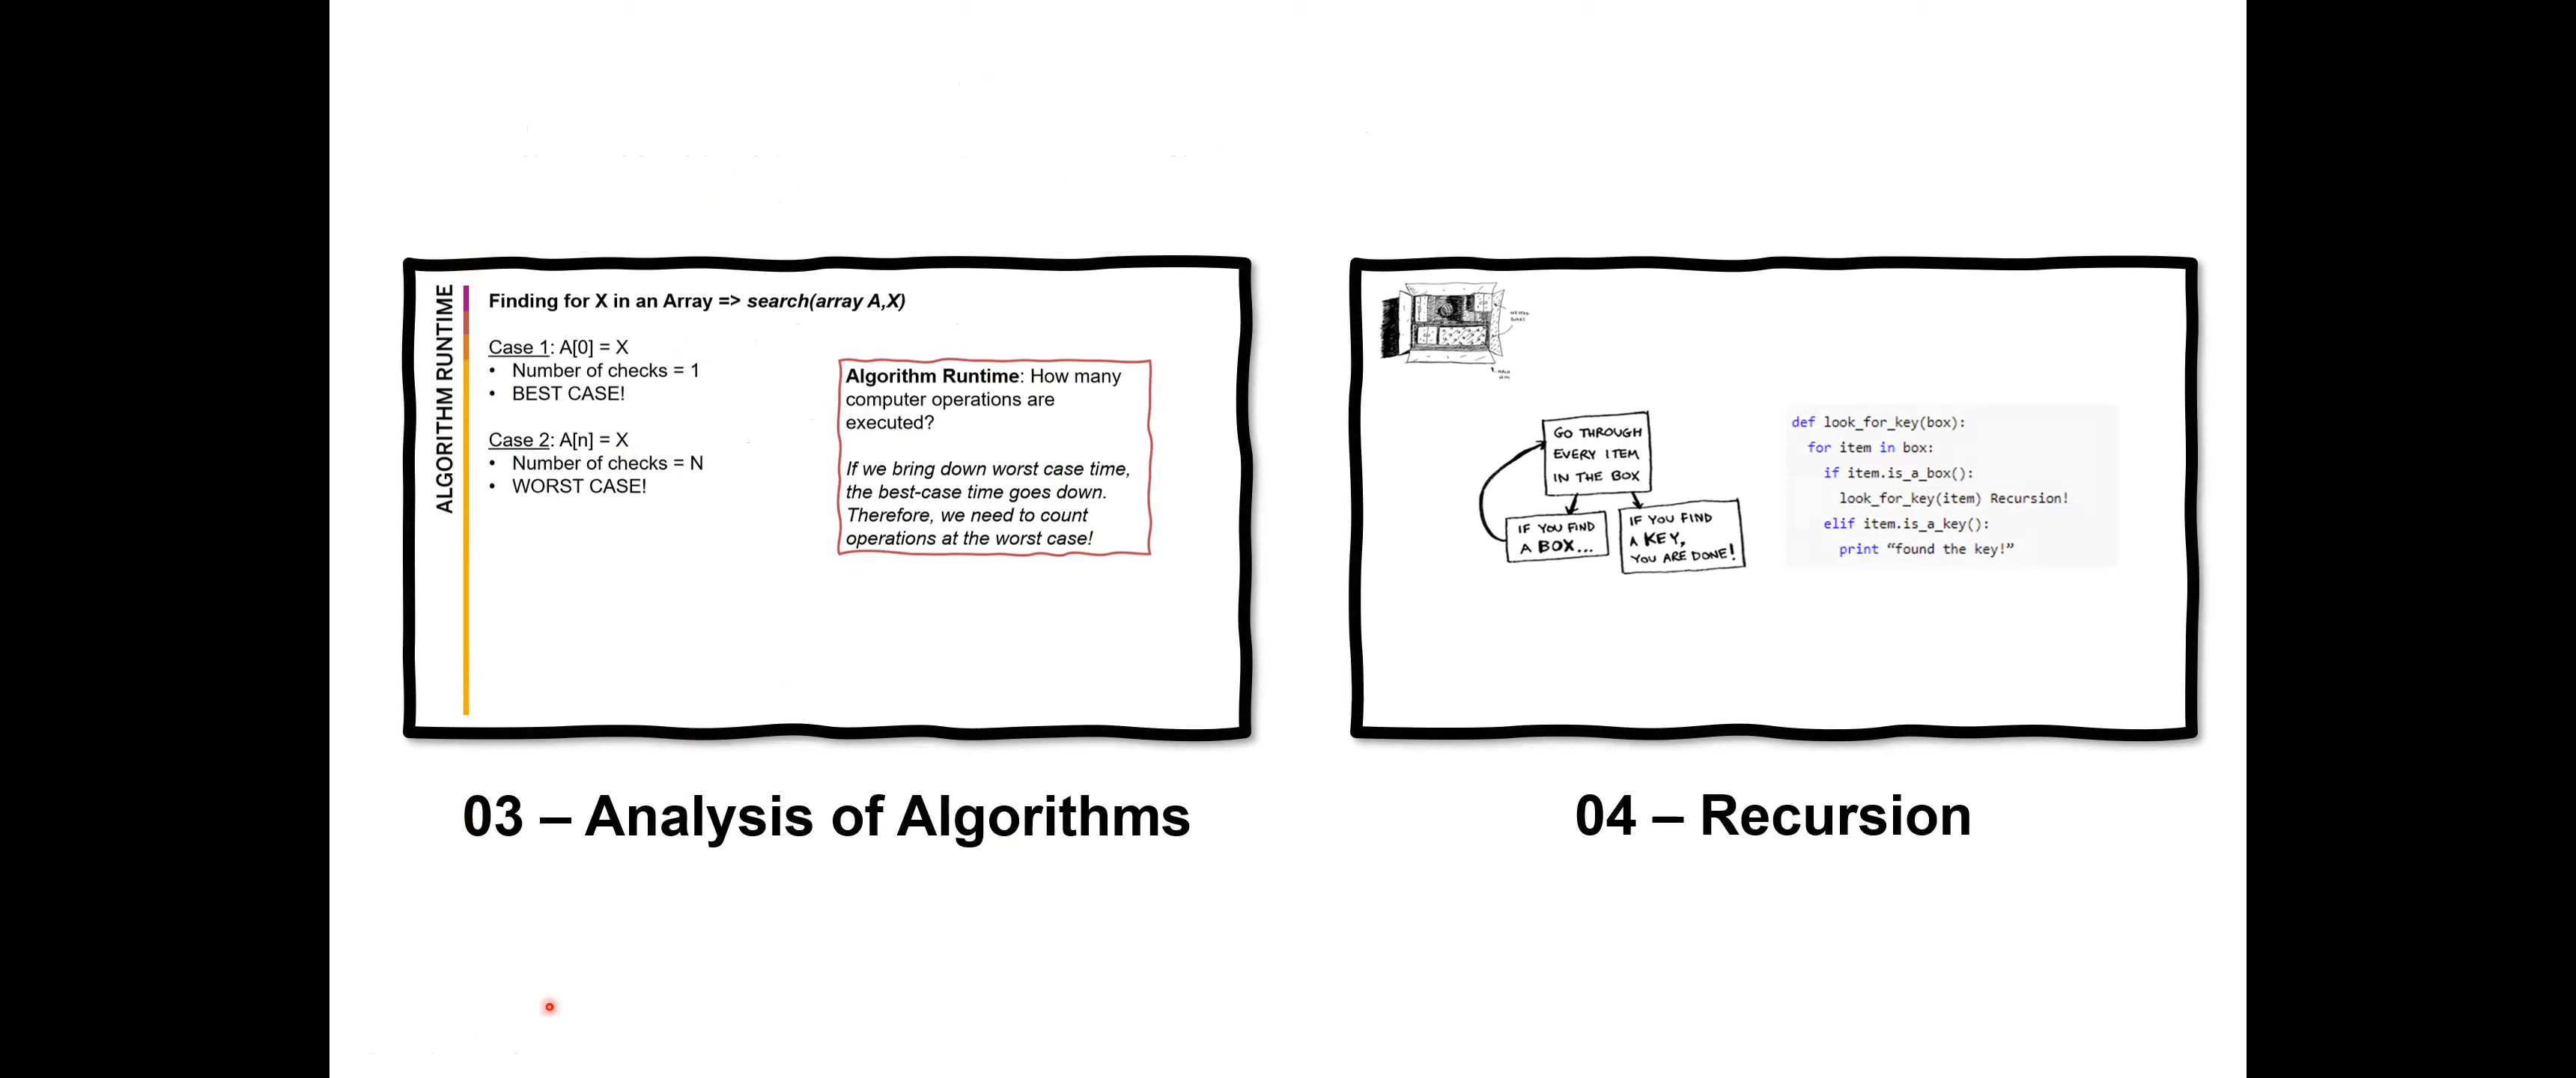 ALGORITHM RUNTIME
Finding for X in an Array => search(array A,X)
Case 1: A[0] = X
• Number of checks = 1
• BEST CASE!
Case 2: A[n] = X
• Number of checks = N
• WORST CASE!
Algorithm Runtime: How many
computer operations are
executed?
If we bring down worst case time,
the best-case time goes down.
Therefore, we need to count
operations at the worst case!
03 – Analysis of Algorithms
GO THROUGH
EVERY ITEM
IN THE BOX
IF YOU FIND
A BOX...
IF YOU FIND
A KEY,
YOU ARE DONE!
def look_for_key(box):
for item in box:
if item.is_a_box():
look_for_key(item) Recursion!
elif item.is_a_key():
print “found the key!”
04 – Recursion